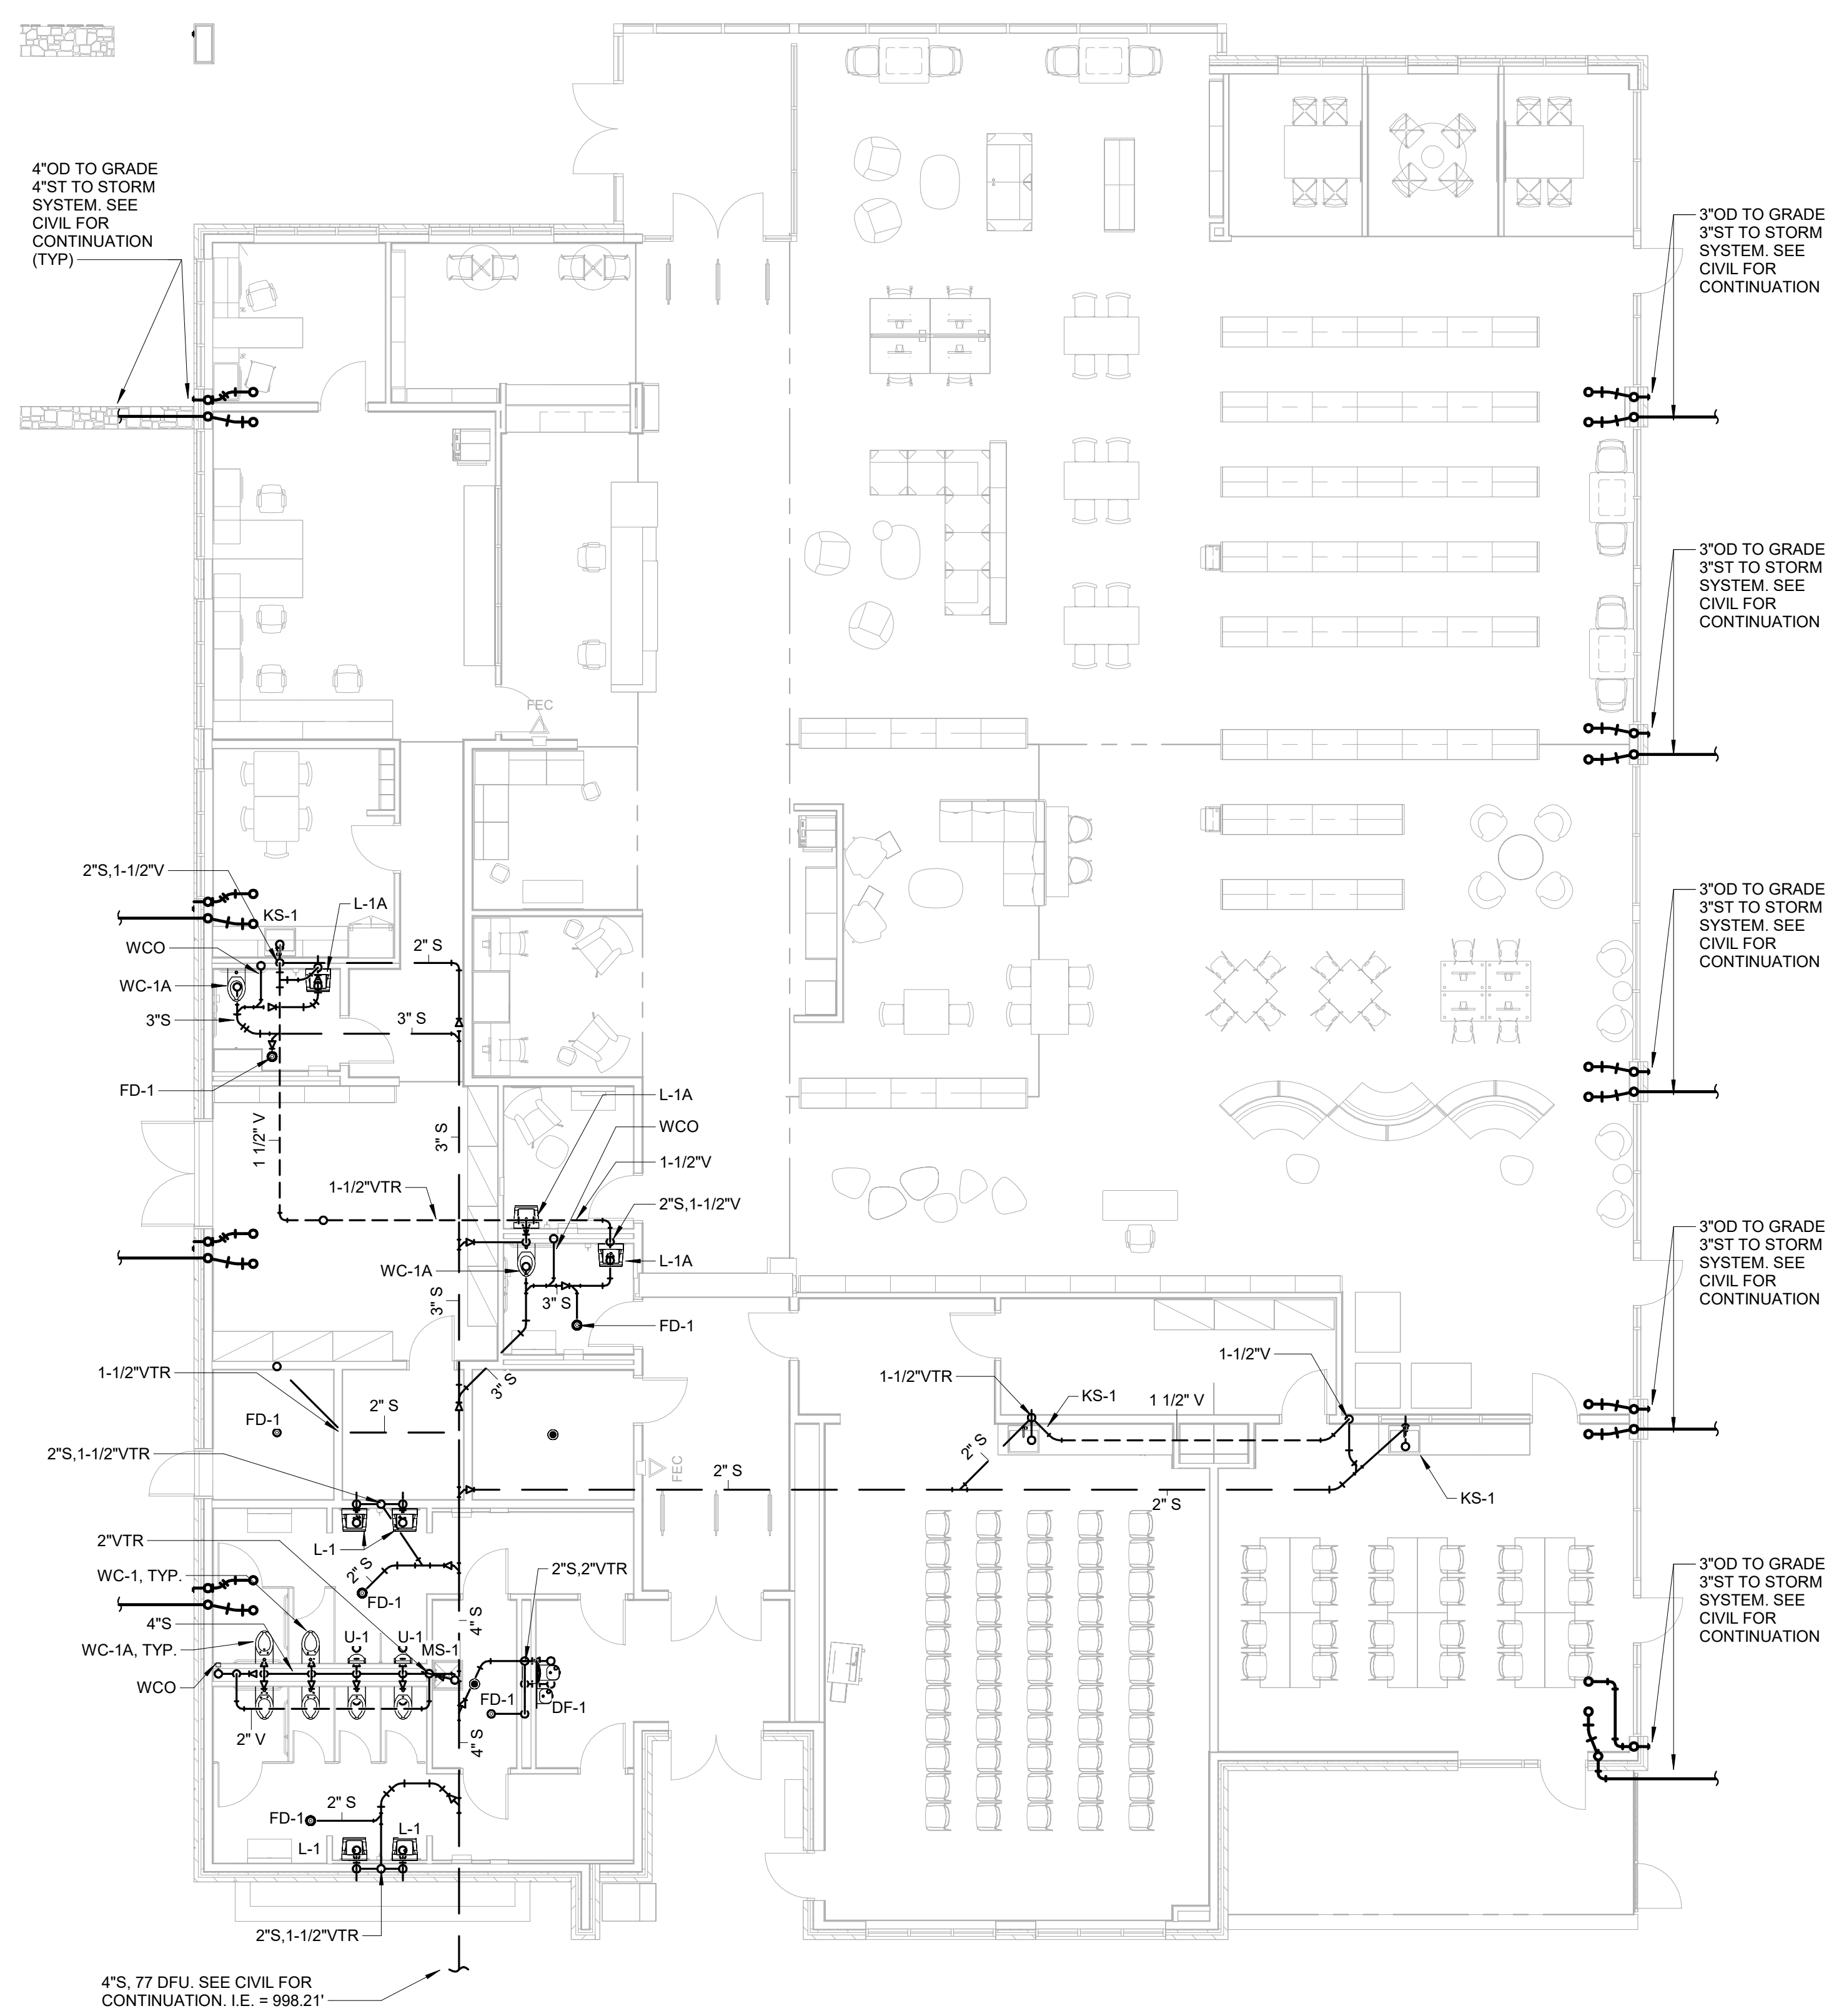 4"OD TO GRADE
4"ST TO STORM
SYSTEM. SEE
CIVIL FOR
CONTINUATION
(TYP)
3"OD TO GRADE
3"ST TO STORM
SYSTEM. SEE
CIVIL FOR
CONTINUATION
3"OD TO GRADE
3"ST TO STORM
SYSTEM. SEE
CIVIL FOR
CONTINUATION
FEC
2"S,1-1/2"V
KS-1
L-1A
WCO
2" S
WC-1A
3"S
3" S
FD-1
3"OD TO GRADE
3"ST TO STORM
SYSTEM. SEE
CIVIL FOR
CONTINUATION
1 1/2" V
3" S
L-1A
WCO
1-1/2"V
1-1/2"VTR
2"S,1-1/2"V
WC-1A
L-1A
3" S
3" S
FD-1
3"OD TO GRADE
3"ST TO STORM
SYSTEM. SEE
CIVIL FOR
CONTINUATION
1-1/2"VTR
3" S
FD-1
2" S
1-1/2"VTR
KS-1
1 1/2" V
1-1/2"V
2"S,1-1/2"VTR
FEC
2" S
2" S
2" S
KS-1
L-1
2"VTR
2" S
FD-1
2"S,2"VTR
WC-1, TYP.
4"S
WC-1A, TYP.
U-1
U-1
MS-1
4" S
WCO
FD-1
DF-1
2" V
4" S
3"OD TO GRADE
3"ST TO STORM
SYSTEM. SEE
CIVIL FOR
CONTINUATION
2" S
FD-1
L-1
L-1
2"S,1-1/2"VTR
4"S, 77 DFU. SEE CIVIL FOR
CONTINUATION. I.E. = 998.21'